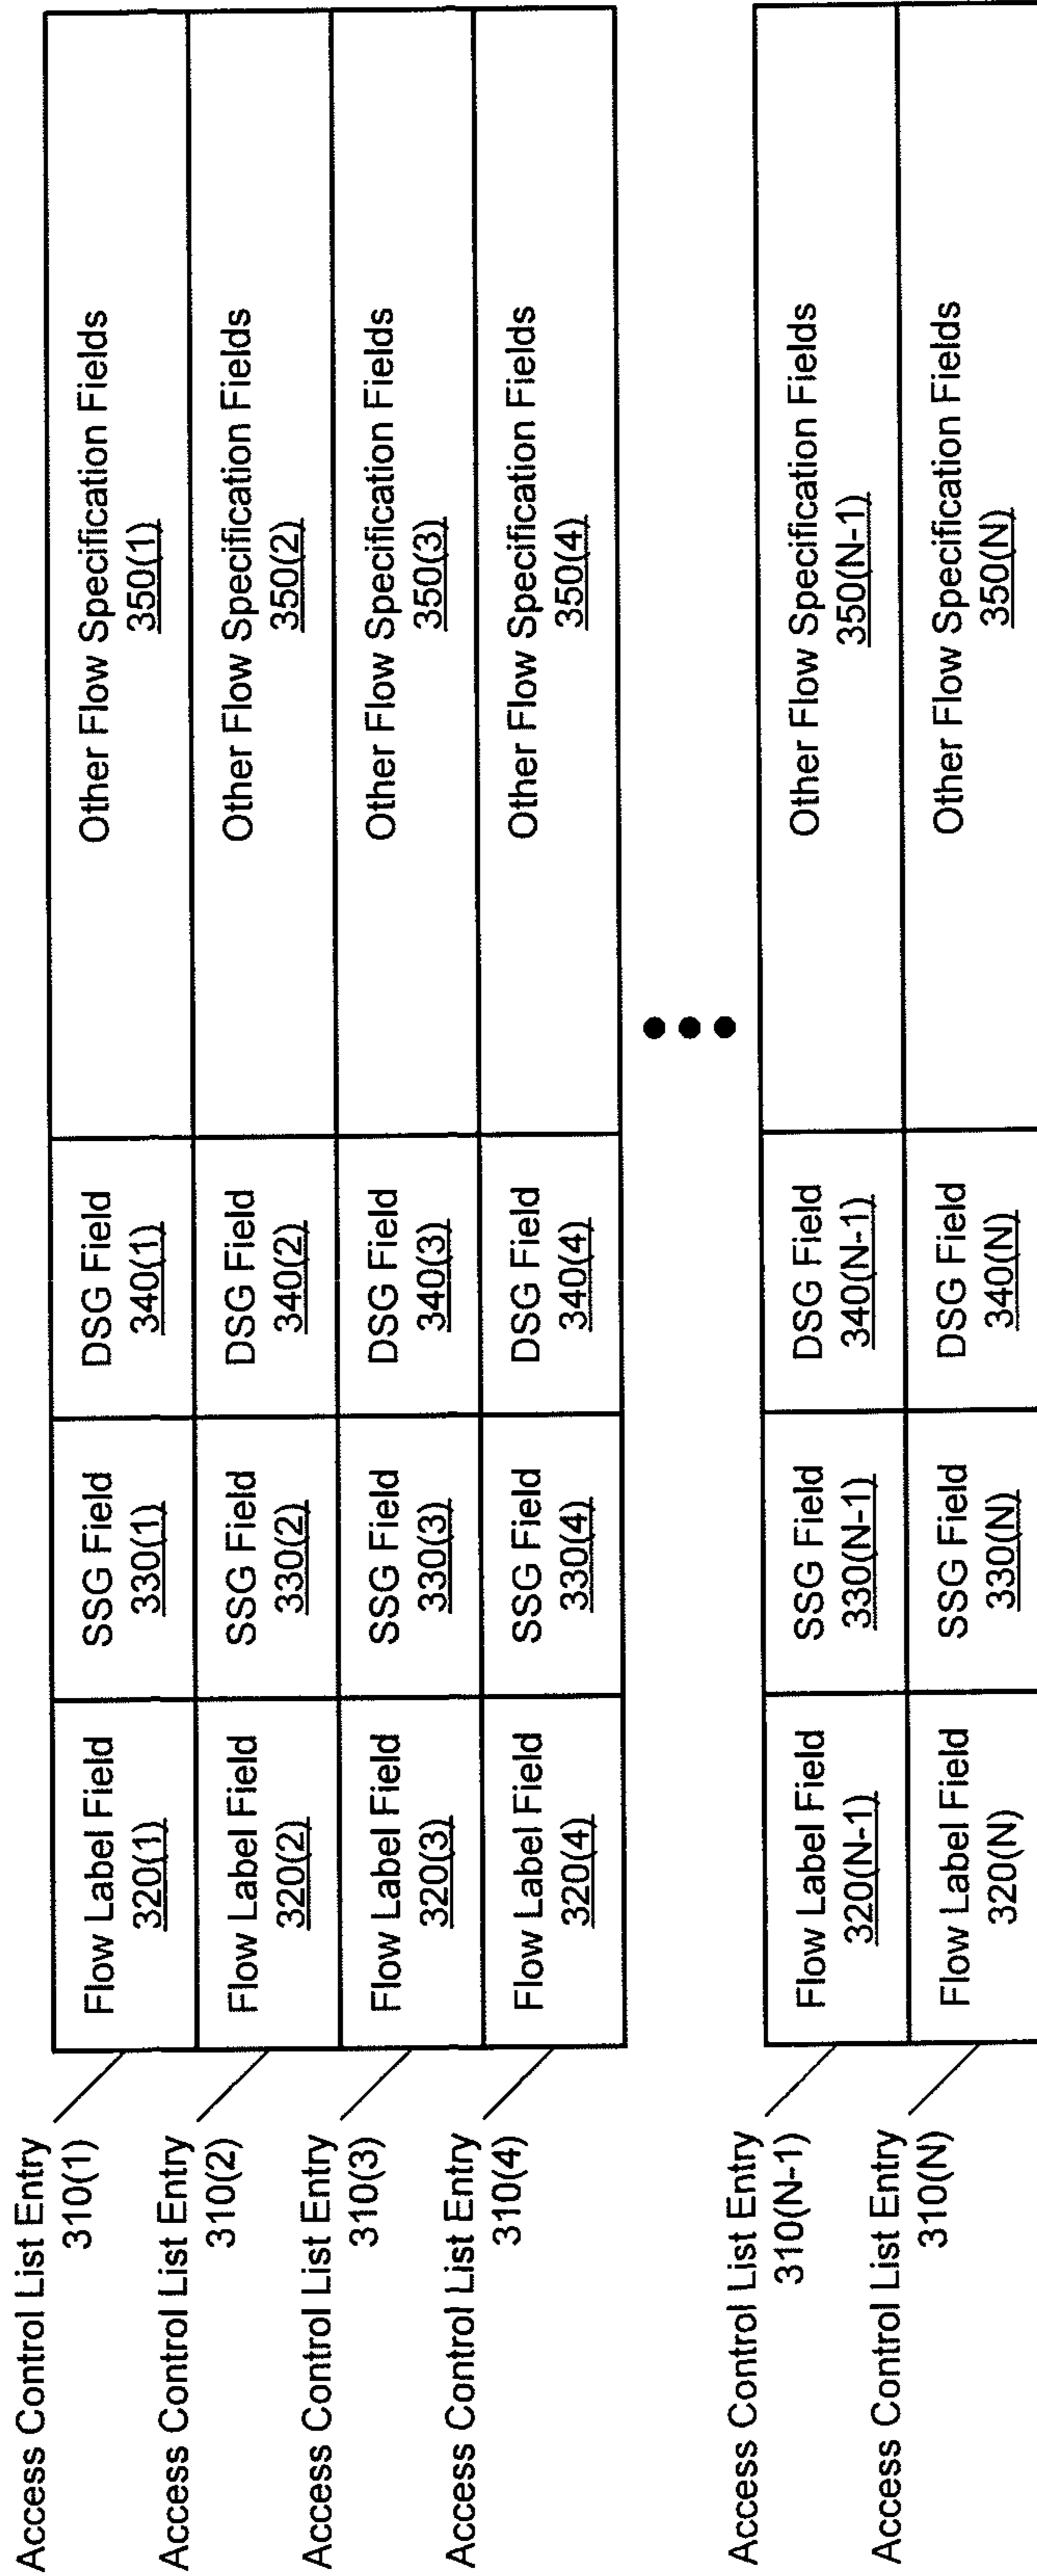 Access Control List Entry
310(1)
Flow Label Field
320(1)
SSG Field
330(1)
DSG Field
340(1)
Other Flow Specification Fields
350(1)
Access Control List Entry
310(2)
Flow Label Field
320(2)
SSG Field
330(2)
DSG Field
340(2)
Other Flow Specification Fields
350(2)
Access Control List Entry
310(3)
Flow Label Field
320(3)
SSG Field
330(3)
DSG Field
340(3)
Other Flow Specification Fields
350(3)
Access Control List Entry
310(4)
Flow Label Field
320(4)
SSG Field
330(4)
DSG Field
340(4)
Other Flow Specification Fields
350(4)
Access Control List Entry
310(N-1)
Flow Label Field
320(N-1)
SSG Field
330(N-1)
DSG Field
340(N-1)
Other Flow Specification Fields
350(N-1)
Access Control List Entry
310(N)
Flow Label Field
320(N)
SSG Field
330(N)
DSG Field
340(N)
Other Flow Specification Fields
350(N)